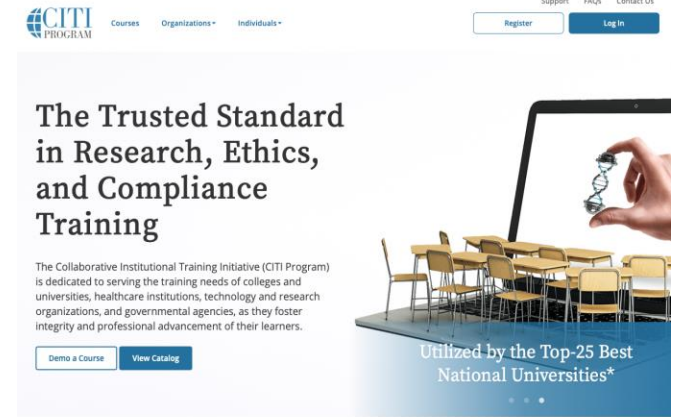 Support FAQs Contact Us
CITI
PROGRAM
Courses Organizations Individuals
Register Log In
The Trusted Standard
in Research, Ethics,
and Compliance
Training
The Collaborative Institutional Training Initiative (CITI Program)
is dedicated to serving the training needs of colleges and
universities, healthcare institutions, technology and research
organizations, and governmental agencies, as they foster
integrity and professional advancement of their learners.
Demo a Course View Catalog
Utilized by the Top-25 Best
National Universities*